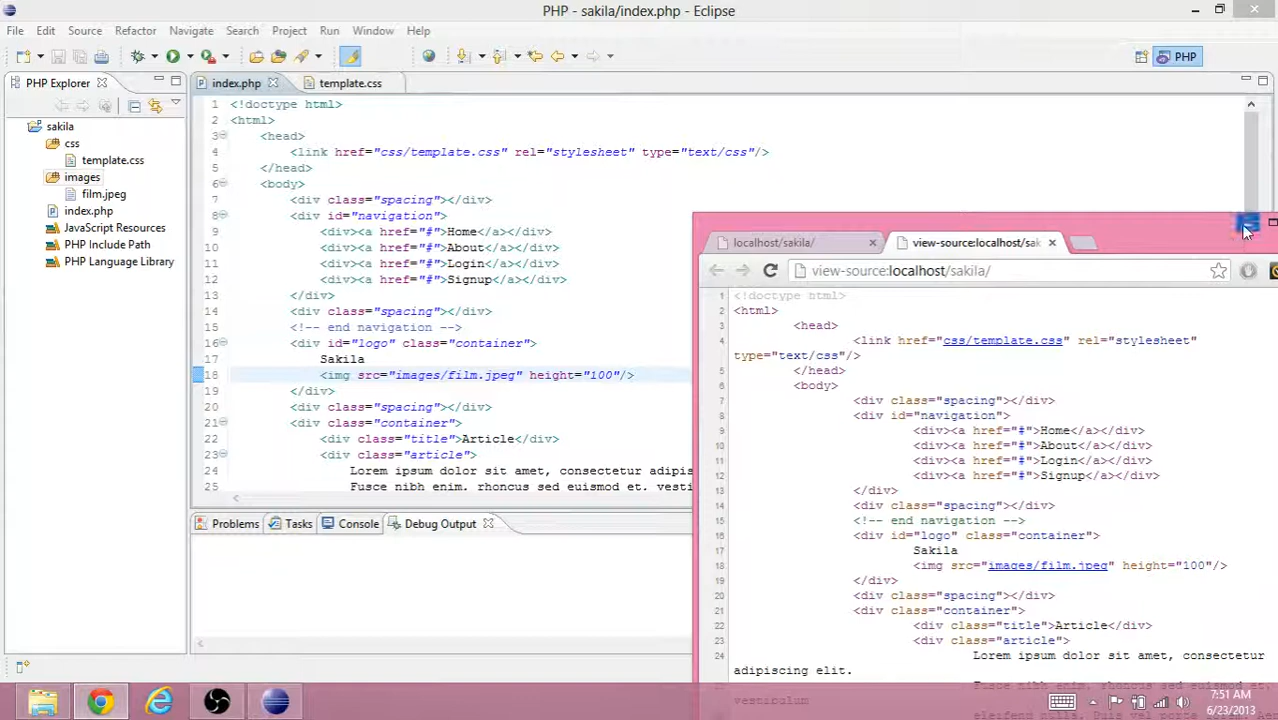 PHP - sakila/index.php - Eclipse
File Edit Source Refactor Navigate Search Project Run Window Help
PHP
PHP Explorer
sakila
css
template.css
images
film.jpeg
index.php
JavaScript Resources
PHP Include Path
PHP Language Library
index.php template.css
1 <!doctype html>
2 <html>
3 <head>
4 <link href="css/template.css" rel="stylesheet" type="text/css"/>
5 </head>
6 <body>
7 <div class="spacing"></div>
8 <div id="navigation">
9 <div><a href="#">Home</a></div>
10 <div><a href="#">About</a></div>
11 <div><a href="#">Login</a></div>
12 <div><a href="#">Signup</a></div>
13 </div>
14 <div class="spacing"></div>
15 <!-- end navigation -->
16 <div id="logo" class="container">
17 Sakila
18 <img src="images/film.jpeg" height="100"/>
19 </div>
20 <div class="spacing"></div>
21 <div class="container">
22 <div class="title">Article</div>
23 <div class="article">
24 Lorem ipsum dolor sit amet, consectetur adipis
25 Fusce nibh enim, rhoncus sed euismod et, vesti
Problems Tasks Console Debug Output
localhost/sakila/ view-source:localhost/sak
view-source:localhost/sakila/
1 <!doctype html>
2 <html>
3 <head>
4 <link href="css/template.css" rel="stylesheet"
type="text/css"/>
5 </head>
6 <body>
7 <div class="spacing"></div>
8 <div id="navigation">
9 <div><a href="#">Home</a></div>
10 <div><a href="#">About</a></div>
11 <div><a href="#">Login</a></div>
12 <div><a href="#">Signup</a></div>
13 </div>
14 <div class="spacing"></div>
15 <!-- end navigation -->
16 <div id="logo" class="container">
17 Sakila
18 <img src="images/film.jpeg" height="100"/>
19 </div>
20 <div class="spacing"></div>
21 <div class="container">
22 <div class="title">Article</div>
23 <div class="article">
24 Lorem ipsum dolor sit amet, consectetur
adipiscing elit.
vestibulum
7:51 AM
6/23/2013